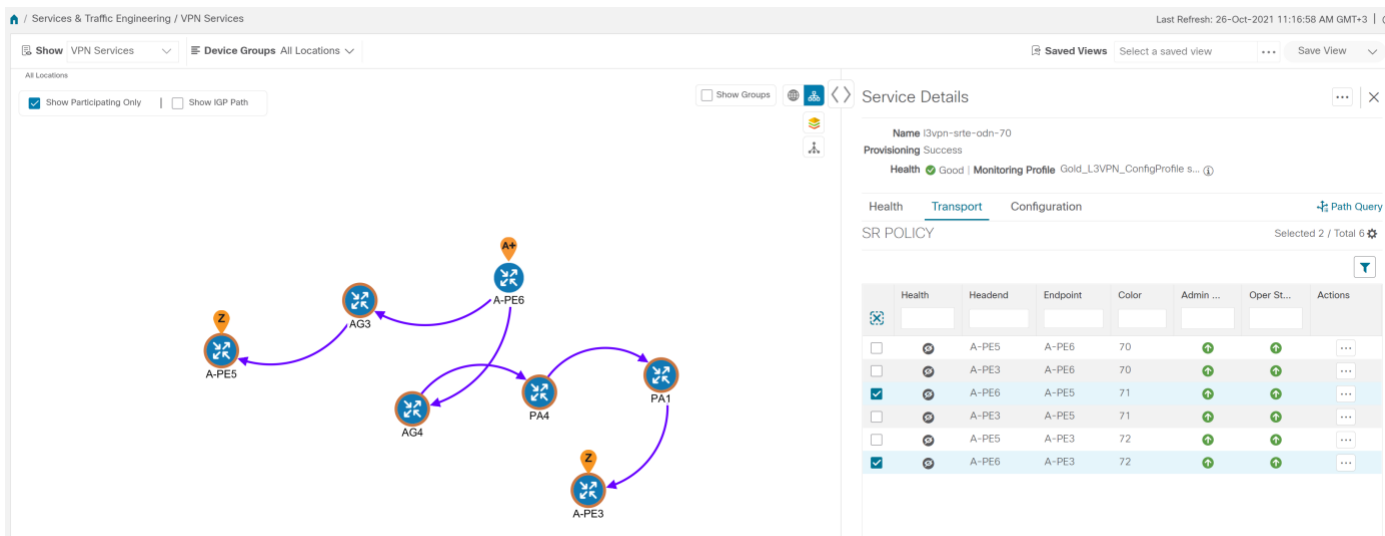 / Services & Traffic Engineering / VPN Services
Last Refresh: 26-Oct-2021 11:16:58 AM GMT+3 |
Show VPN Services
Device Groups All Locations
Saved Views Select a saved view ... Save View
All Locations
Show Participating Only | Show IGP Path
Show Groups
A+
A-PE6
AG3
Z
A-PE5
AG4
PA4
PA1
Z
A-PE3
Service Details
Name l3vpn-srte-odn-70
Provisioning Success
Health Good | Monitoring Profile Gold_L3VPN_ConfigProfile s...
Health Transport Configuration Path Query
SR POLICY Selected 2 / Total 6
Health Headend Endpoint Color Admin ... Oper St... Actions
A-PE5 A-PE6 70 ...
A-PE3 A-PE6 70 ...
A-PE6 A-PE5 71 ...
A-PE3 A-PE5 71 ...
A-PE5 A-PE3 72 ...
A-PE6 A-PE3 72 ...